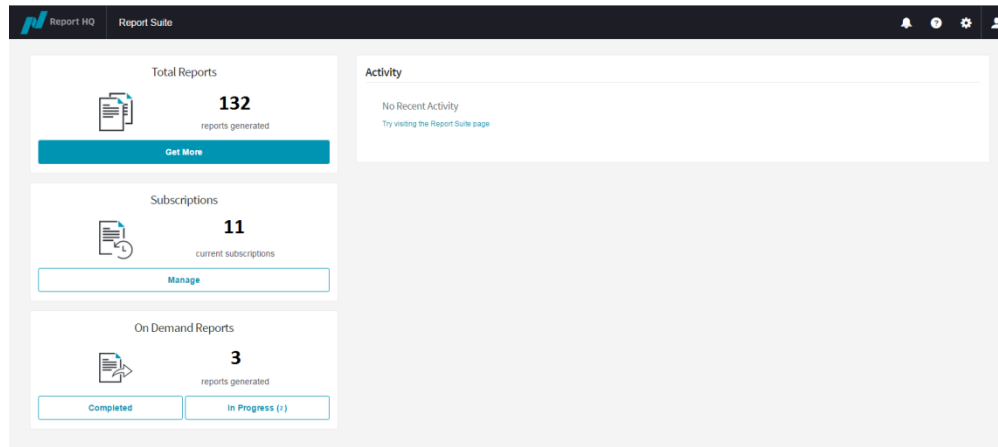 Report HQ Report Suite
Total Reports
132
reports generated
Get More
Subscriptions
11
current subscriptions
Manage
On Demand Reports
3
reports generated
Completed In Progress (2)
Activity
No Recent Activity
Try visiting the Report Suite page